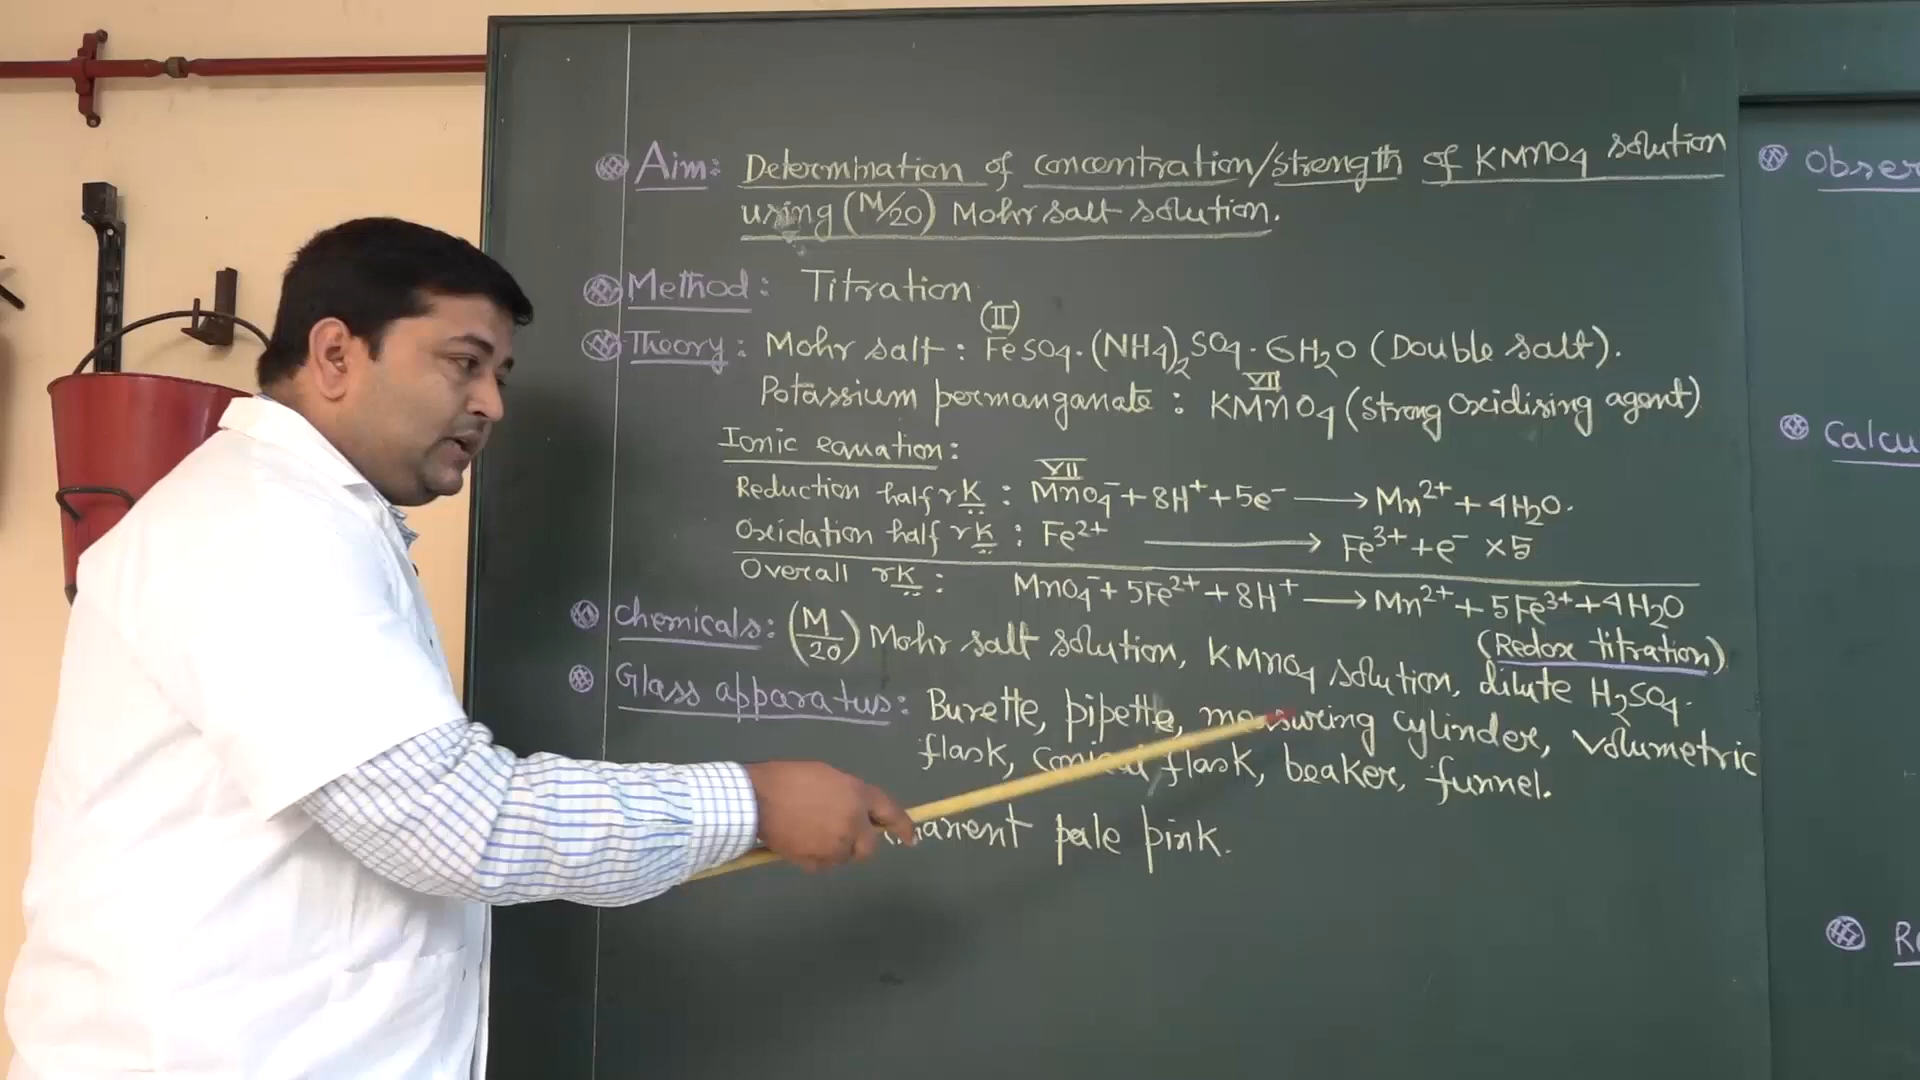 Aim: Determination of concentration/strength of KMnO4 solution
using (M/20) Mohr salt solution.
Method: Titration
(II)
Theory: Mohr salt: FeSO4.(NH4)2SO4.6H2O (Double salt).
VII
Potassium permanganate: KMnO4 (Strong Oxidising agent)
Ionic equation:
VII
Reduction half rk: MnO4⁻ + 8H⁺ + 5e⁻ → Mn²⁺ + 4H2O.
Oxidation half rk: Fe²⁺ → Fe³⁺ + e⁻ ×5
Overall rk: MnO4⁻ + 5Fe²⁺ + 8H⁺ → Mn²⁺ + 5Fe³⁺ + 4H2O
(Redox titration)
Chemicals: (M/20) Mohr salt solution, KMnO4 solution, dilute H2SO4.
Glass apparatus: Burette, pipette, measuring cylinder, Volumetric
flask, conical flask, beaker, funnel.
pale pink.
Obser
Calcu
Re